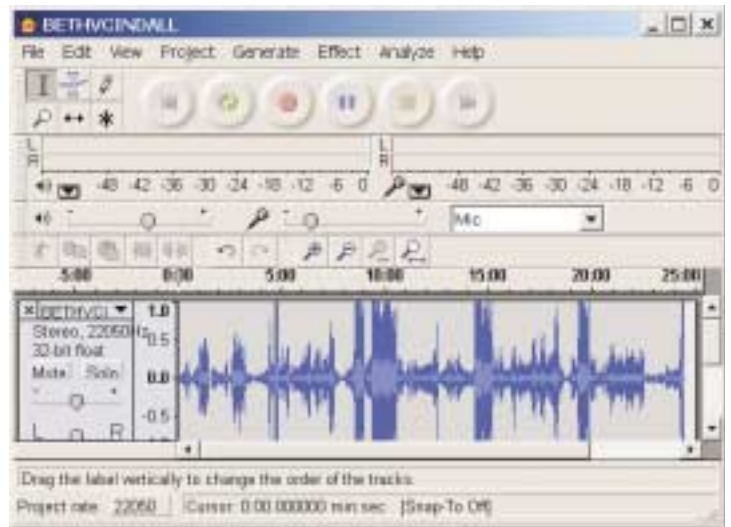 BETHVCINDALL
File Edit View Project Generate Effect Analyze Help
L
R
-48 -42 -36 -30 -24 -18 -12 -6 0
L
R
-48 -42 -36 -30 -24 -18 -12 -6 0
- +
- +
Mic
-5:00 0:00 5:00 10:00 15:00 20:00 25:00
BETHVCI
Stereo, 22050Hz
32-bit float
Mute Solo
- +
L R
1.0
0.5
0.0
-0.5
Drag the label vertically to change the order of the tracks.
Project rate: 22050 Cursor: 0:00.000000 min:sec [Snap-To Off]